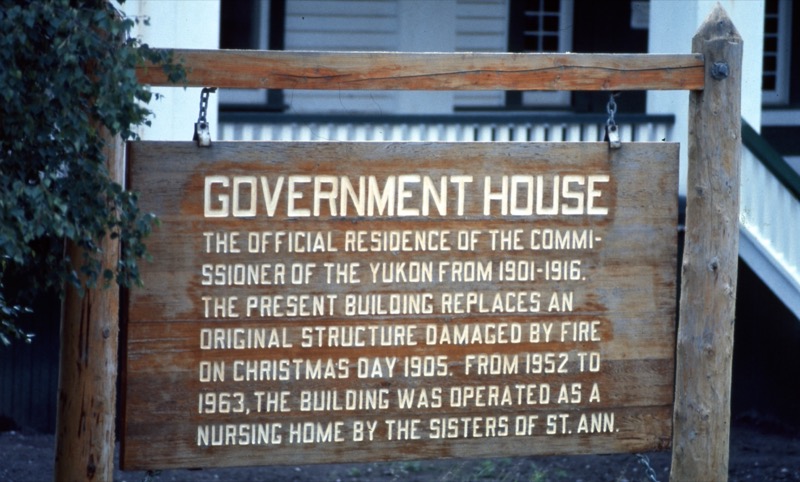 GOVERNMENT HOUSE
THE OFFICIAL RESIDENCE OF THE COMMI-
SSIONER OF THE YUKON FROM 1901-1916.
THE PRESENT BUILDING REPLACES AN
ORIGINAL STRUCTURE DAMAGED BY FIRE
ON CHRISTMAS DAY 1905. FROM 1952 TO
1963, THE BUILDING WAS OPERATED AS A
NURSING HOME BY THE SISTERS OF ST. ANN.